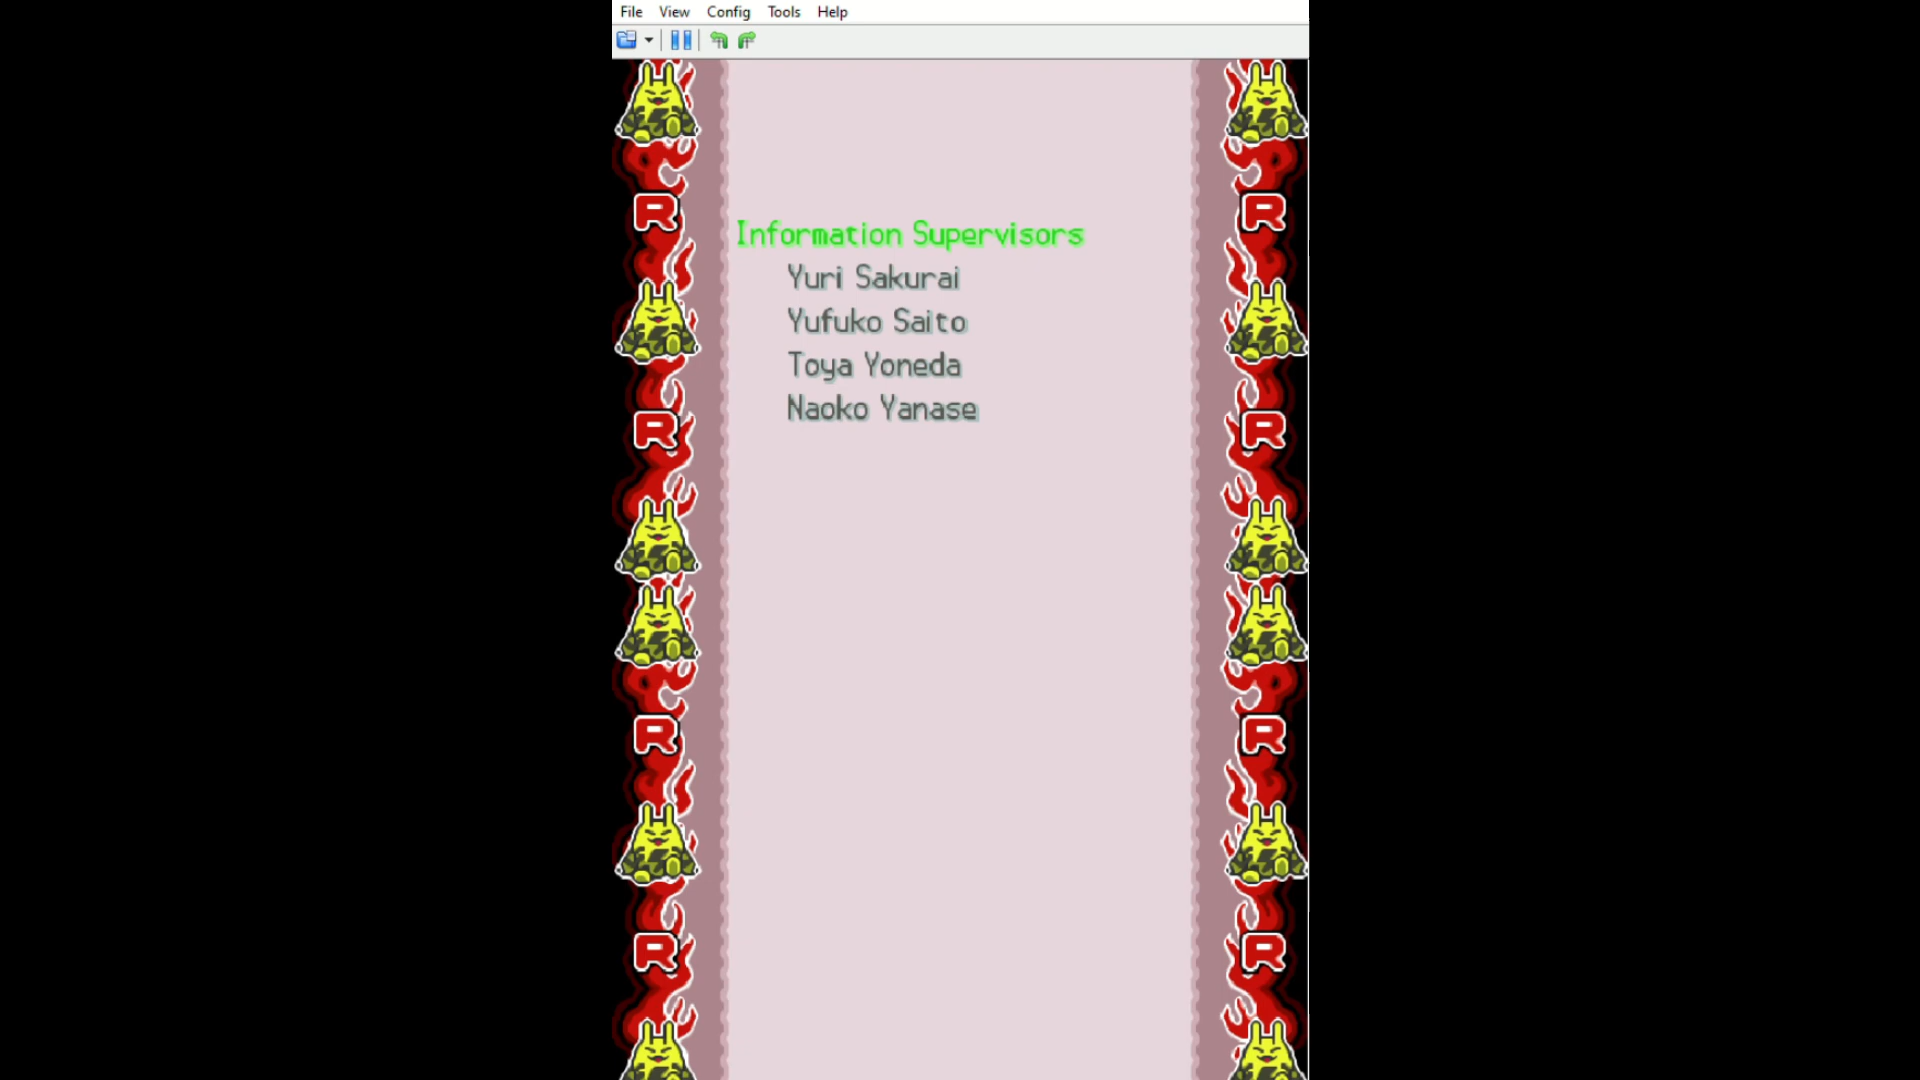 File View Config Tools Help
Information Supervisors
Yuri Sakurai
Yufuko Saito
Toya Yoneda
Naoko Yanase
R R
R R
R R
R R